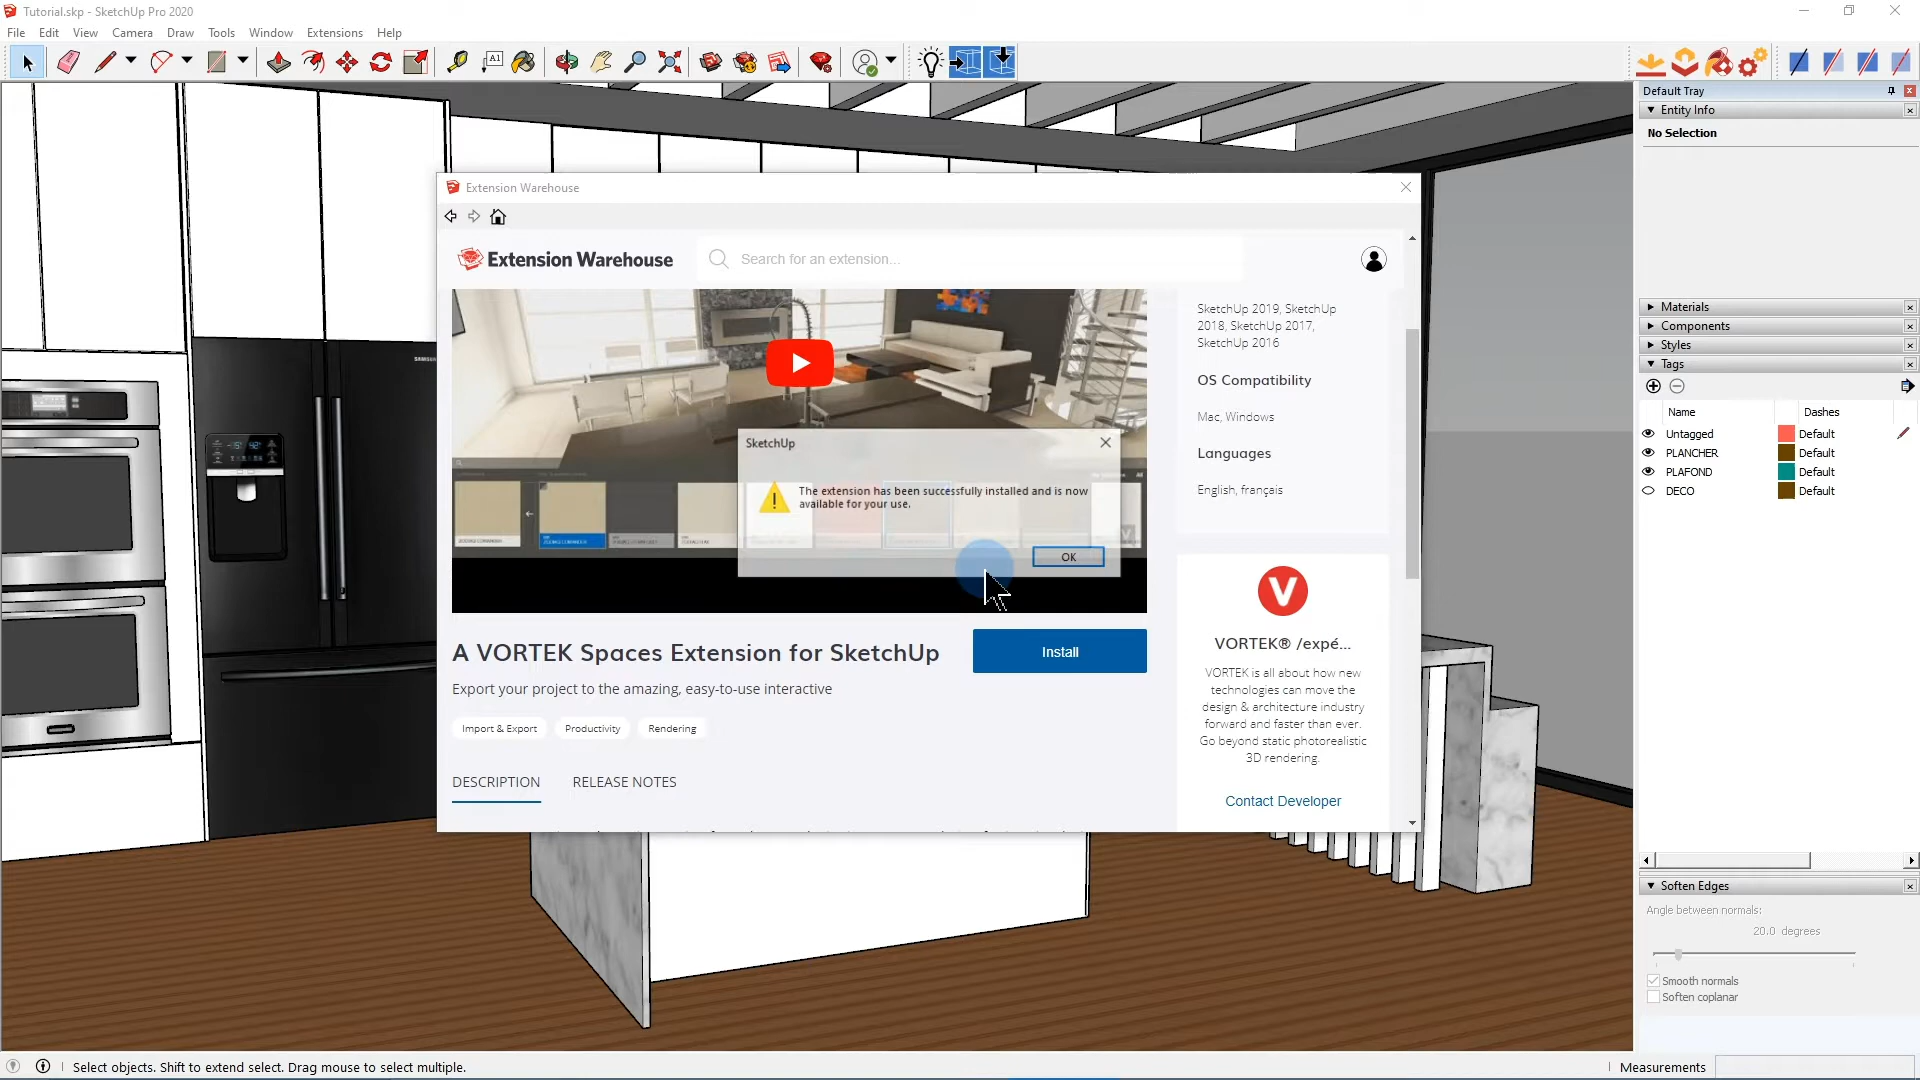 Tutorial.skp - SketchUp Pro 2020
File Edit View Camera Draw Tools Window Extensions Help
A1
Default Tray
Entity Info
No Selection
Materials
Components
Styles
Tags
Name Dashes
Untagged Default
PLANCHER Default
PLAFOND Default
DECO Default
Soften Edges
Angle between normals:
20.0 degrees
Smooth normals
Soften coplanar
SAMSUNG
Extension Warehouse
Extension Warehouse
Search for an extension...
SketchUp 2019, SketchUp
2018, SketchUp 2017,
SketchUp 2016
OS Compatibility
Mac, Windows
Languages
English, français
SketchUp
The extension has been successfully installed and is now
available for your use.
OK
A VORTEK Spaces Extension for SketchUp
Install
Export your project to the amazing, easy-to-use interactive
Import & Export Productivity Rendering
DESCRIPTION RELEASE NOTES
V
VORTEK® /expé...
VORTEK is all about how new
technologies can move the
design & architecture industry
forward and faster than ever.
Go beyond static photorealistic
3D rendering.
Contact Developer
Select objects. Shift to extend select. Drag mouse to select multiple.
Measurements